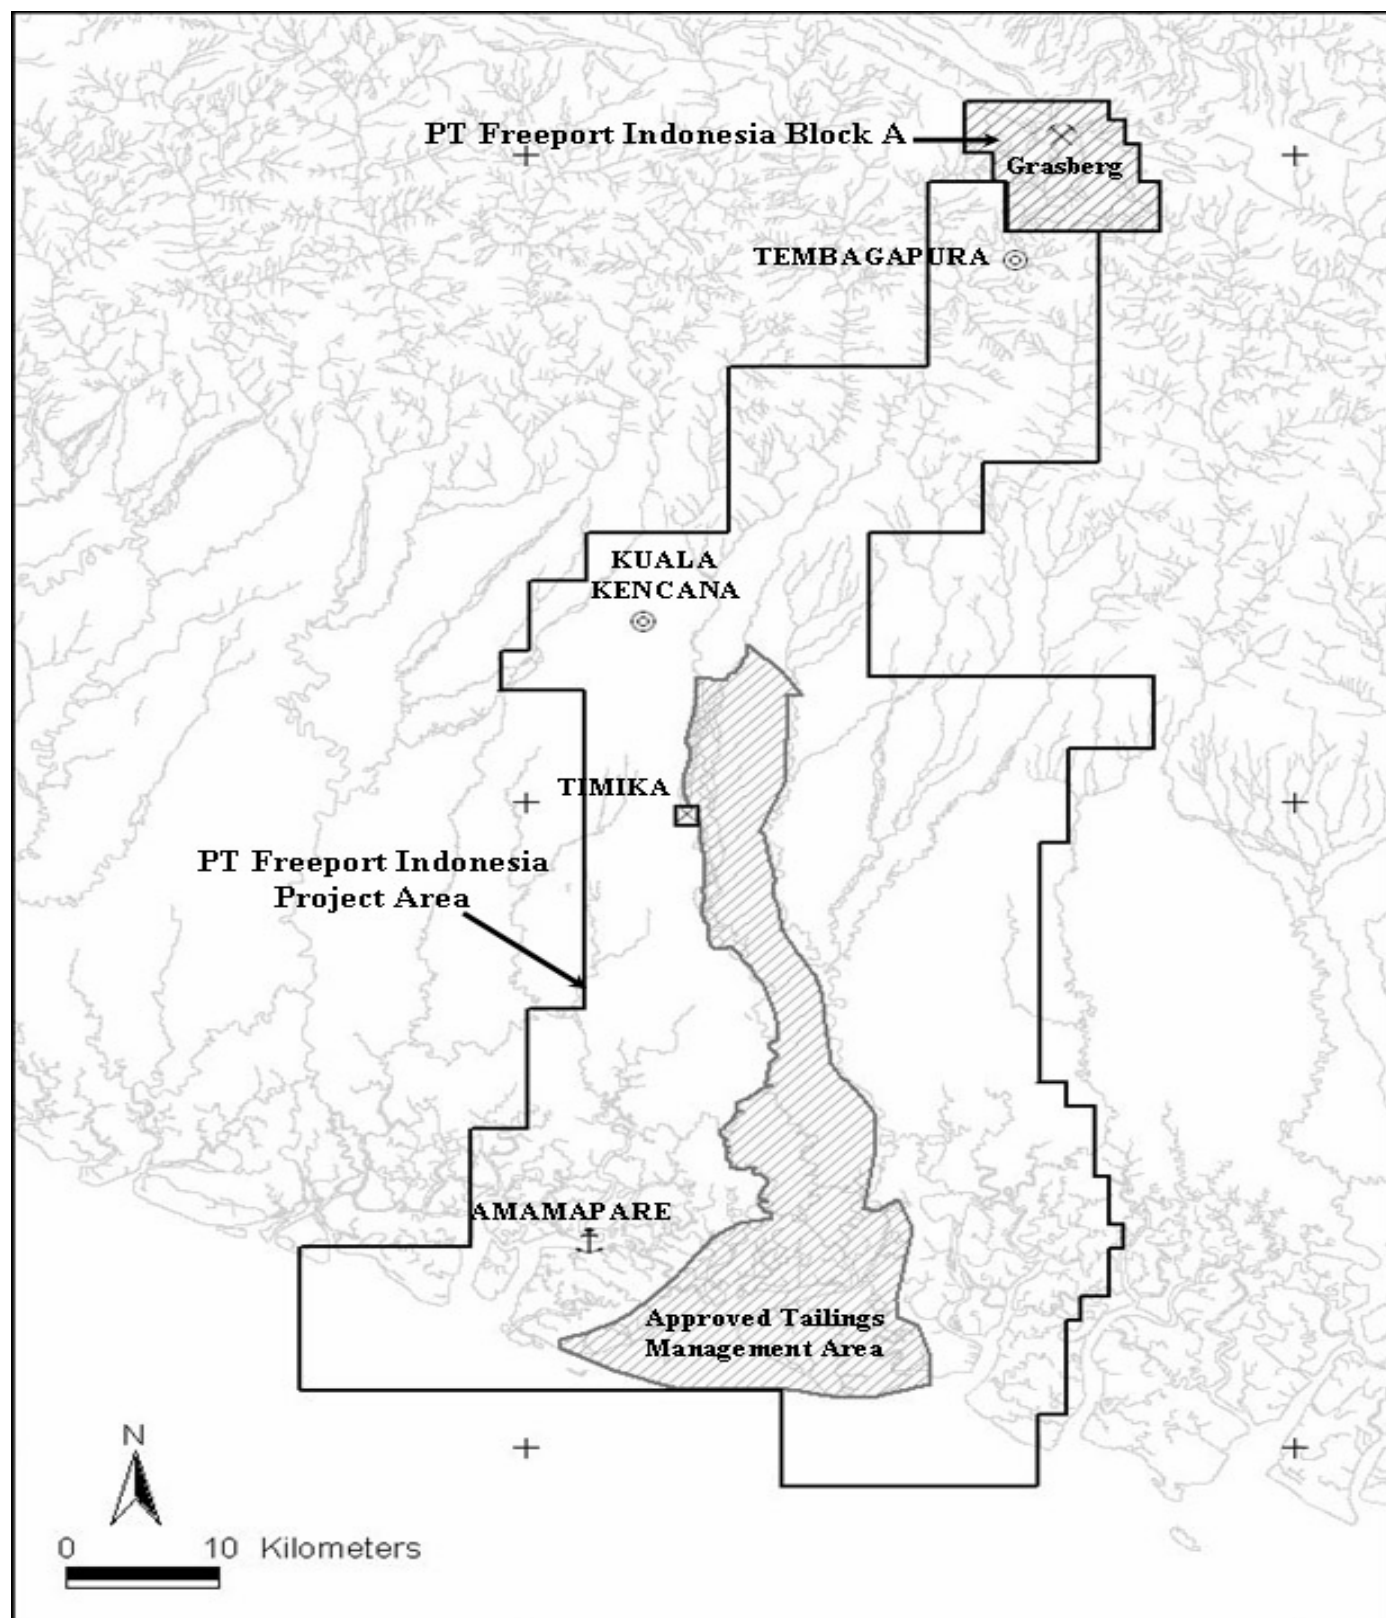 PT Freeport Indonesia Block A
Grasberg
TEMBAGAPURA
KUALA
KENCANA
TIMIKA
PT Freeport Indonesia
Project Area
AMAMAPARE
Approved Tailings
Management Area
N
0 10 Kilometers